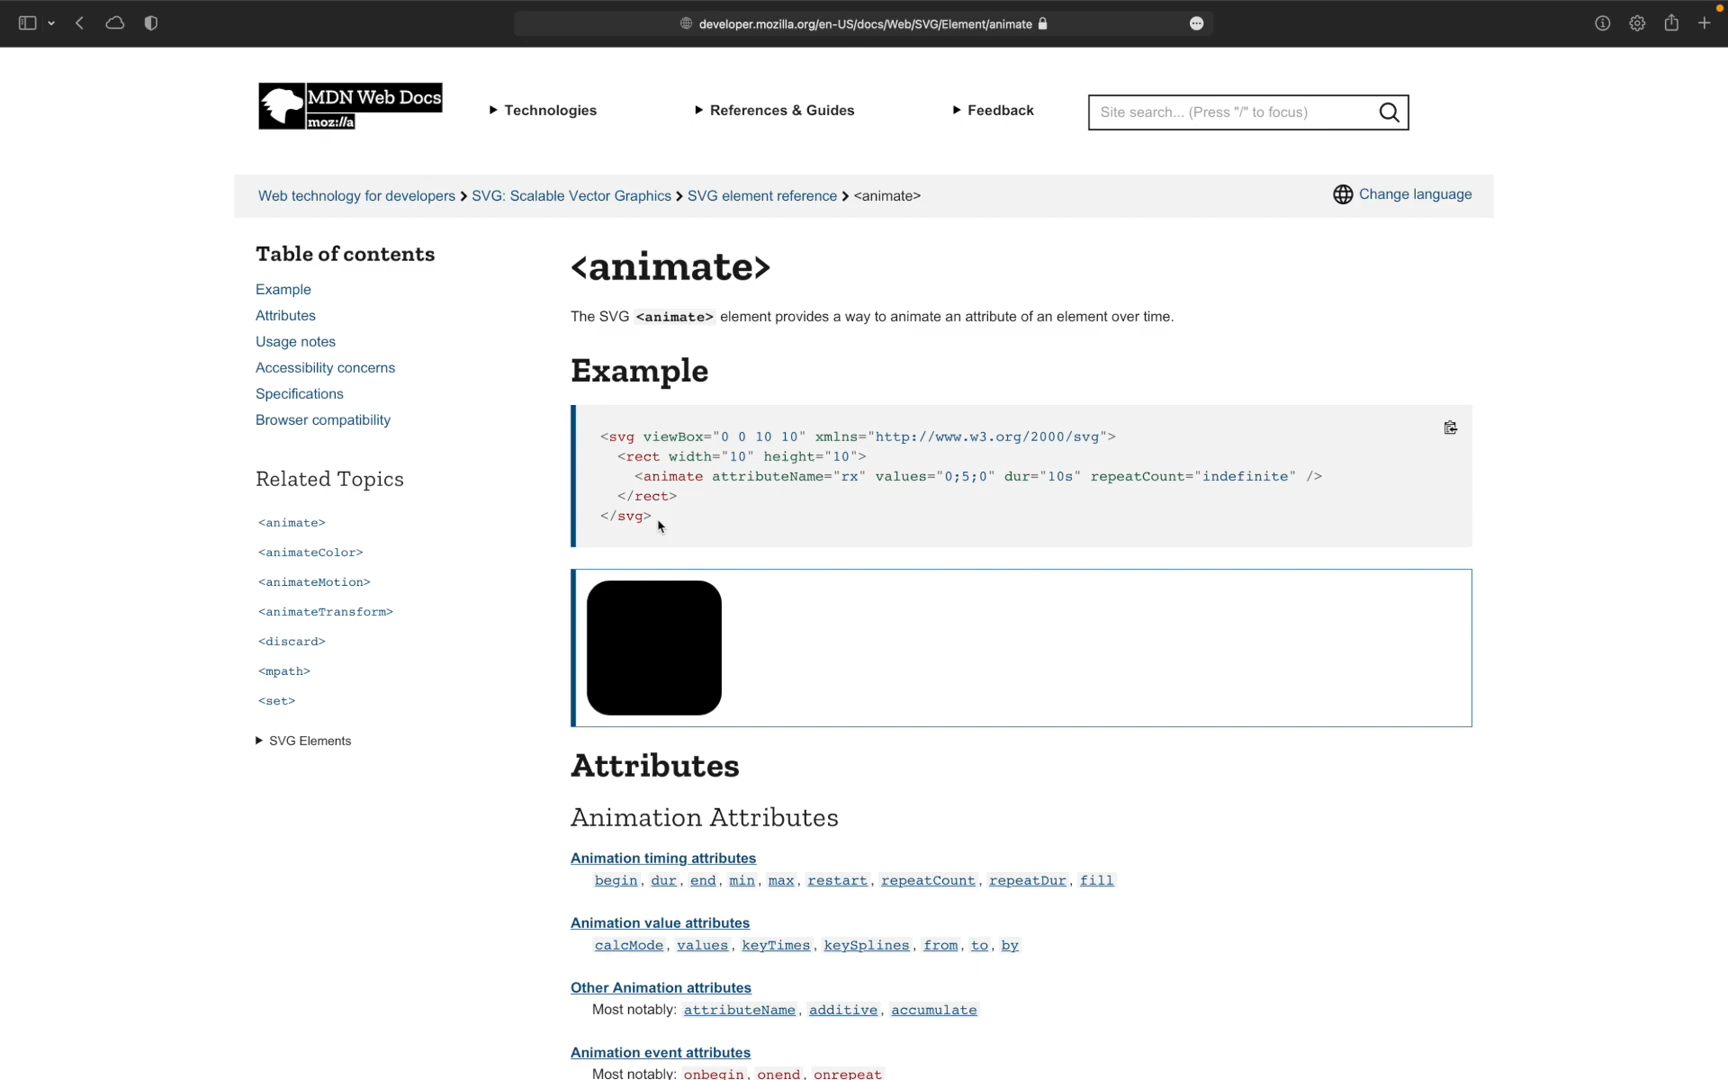 developer.mozilla.org/en-US/docs/Web/SVG/Element/animate
MDN Web Docs
moz://a
Technologies
References & Guides
Feedback
Site search... (Press "/" to focus)
Web technology for developers
SVG: Scalable Vector Graphics
SVG element reference
<animate>
Change language
Table of contents
Example
Attributes
Usage notes
Accessibility concerns
Specifications
Browser compatibility
Related Topics
<animate>
<animateColor>
<animateMotion>
<animateTransform>
<discard>
<mpath>
<set>
SVG Elements
<animate>
The SVG <animate> element provides a way to animate an attribute of an element over time.
Example
<svg viewBox="0 0 10 10" xmlns="http://www.w3.org/2000/svg">
<rect width="10" height="10">
<animate attributeName="rx" values="0;5;0" dur="10s" repeatCount="indefinite" />
</rect>
</svg>
Attributes
Animation Attributes
Animation timing attributes
begin, dur, end, min, max, restart, repeatCount, repeatDur, fill
Animation value attributes
calcMode, values, keyTimes, keySplines, from, to, by
Other Animation attributes
Most notably: attributeName, additive, accumulate
Animation event attributes
Most notably: onbegin, onend, onrepeat